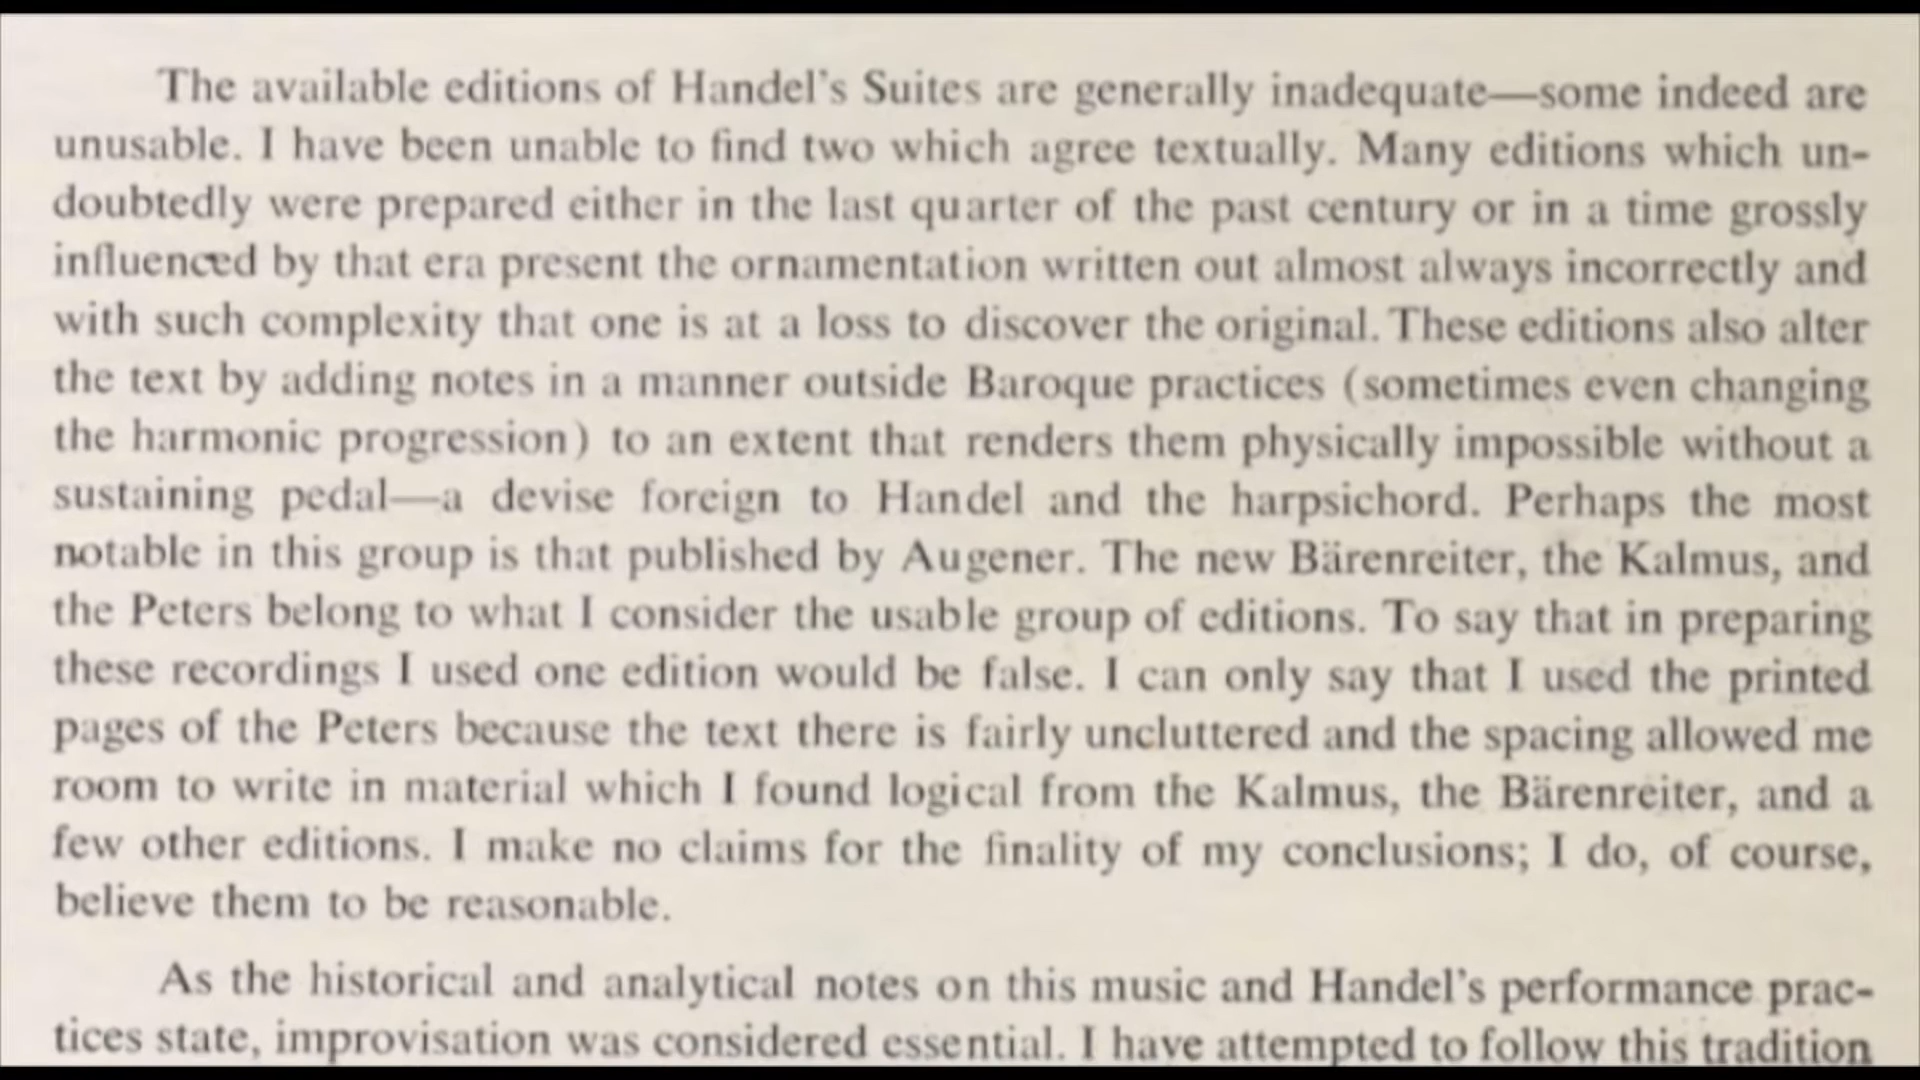 The available editions of Handel's Suites are generally inadequate—some indeed are
unusable. I have been unable to find two which agree textually. Many editions which un-
doubtedly were prepared either in the last quarter of the past century or in a time grossly
influenced by that era present the ornamentation written out almost always incorrectly and
with such complexity that one is at a loss to discover the original. These editions also alter
the text by adding notes in a manner outside Baroque practices (sometimes even changing
the harmonic progression) to an extent that renders them physically impossible without a
sustaining pedal—a devise foreign to Handel and the harpsichord. Perhaps the most
notable in this group is that published by Augener. The new Bärenreiter, the Kalmus, and
the Peters belong to what I consider the usable group of editions. To say that in preparing
these recordings I used one edition would be false. I can only say that I used the printed
pages of the Peters because the text there is fairly uncluttered and the spacing allowed me
room to write in material which I found logical from the Kalmus, the Bärenreiter, and a
few other editions. I make no claims for the finality of my conclusions; I do, of course,
believe them to be reasonable.
As the historical and analytical notes on this music and Handel's performance prac-
tices state, improvisation was considered essential. I have attempted to follow this tradition